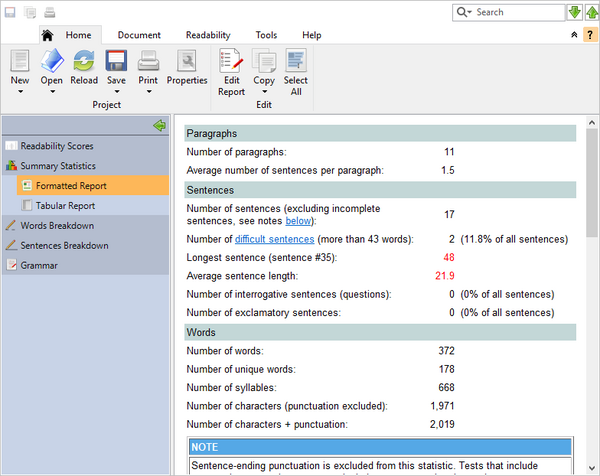 Search
Home Document Readability Tools Help
?
New Open Reload Save Print Properties Edit Report Copy Select All
Project Edit
Readability Scores
Summary Statistics
Formatted Report
Tabular Report
Words Breakdown
Sentences Breakdown
Grammar
Paragraphs
Number of paragraphs: 11
Average number of sentences per paragraph: 1.5
Sentences
Number of sentences (excluding incomplete
sentences, see notes below): 17
Number of difficult sentences (more than 43 words): 2 (11.8% of all sentences)
Longest sentence (sentence #35): 48
Average sentence length: 21.9
Number of interrogative sentences (questions): 0 (0% of all sentences)
Number of exclamatory sentences: 0 (0% of all sentences)
Words
Number of words: 372
Number of unique words: 178
Number of syllables: 668
Number of characters (punctuation excluded): 1,971
Number of characters + punctuation: 2,019
NOTE
Sentence-ending punctuation is excluded from this statistic. Tests that include